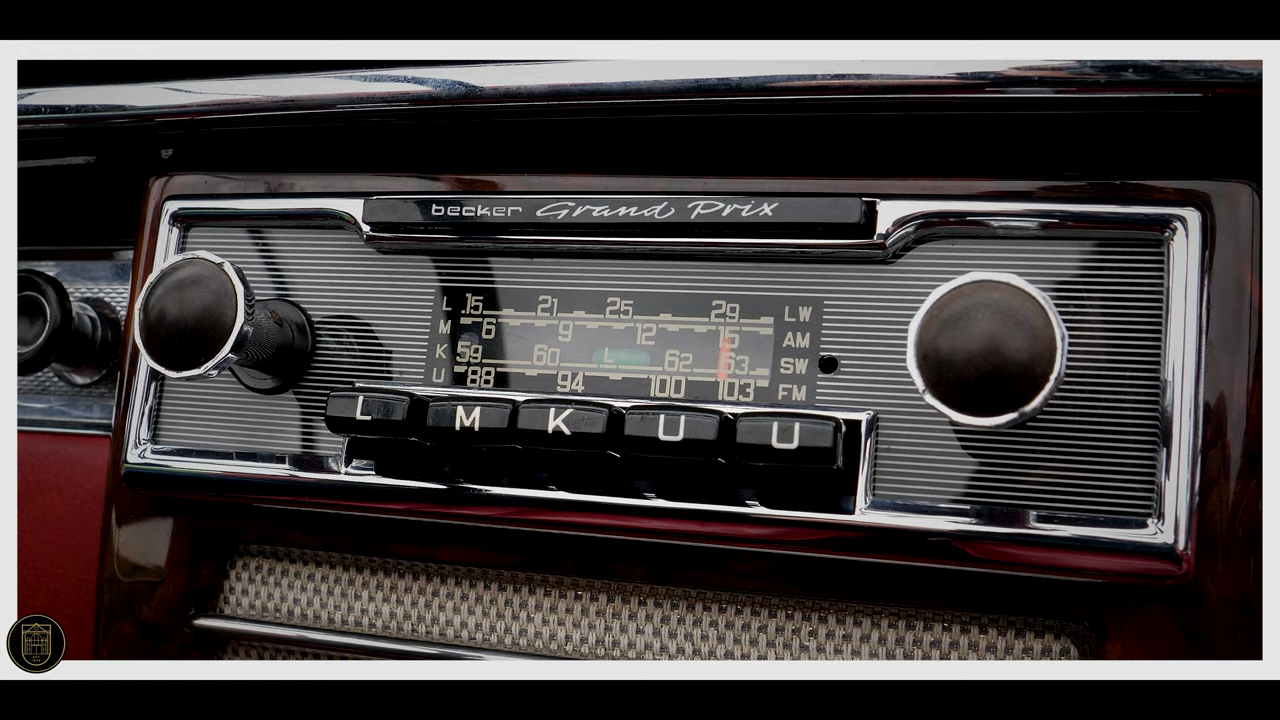 becker Grand Prix
L 15 21 25 29 LW
M 6 9 12 15 AM
K 59 60 L 62 63 SW
U 88 94 100 103 FM
L M K U U